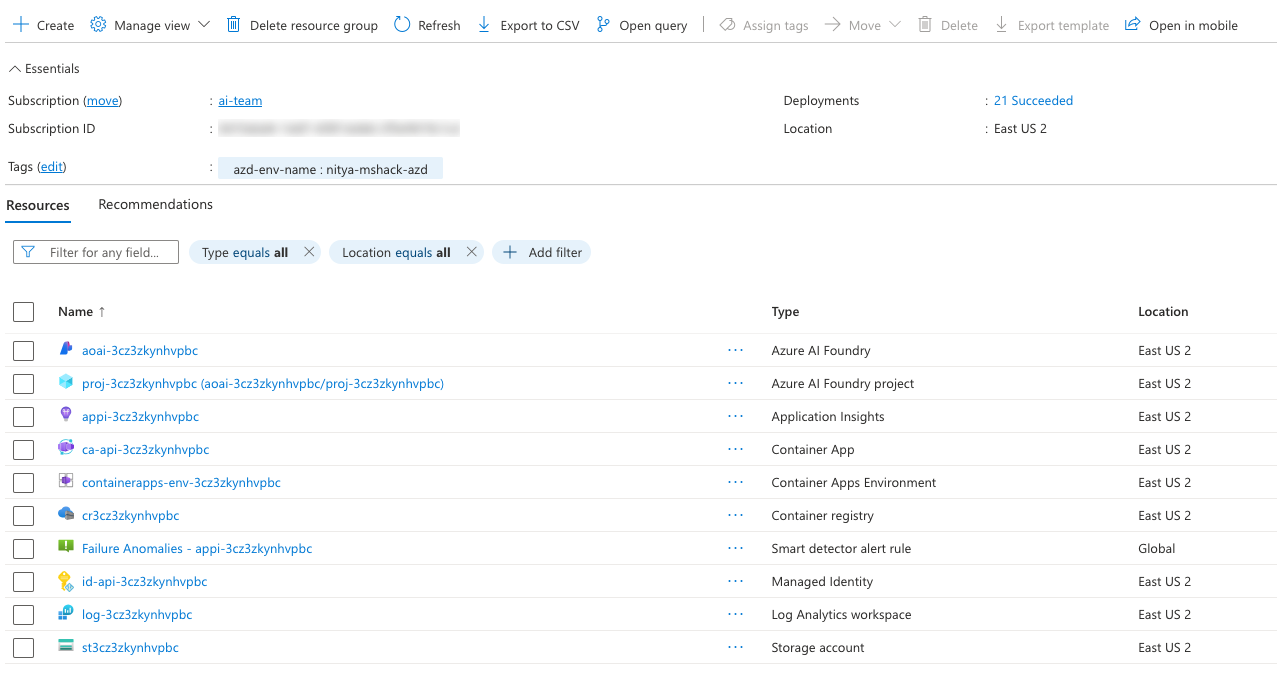 Create Manage view Delete resource group Refresh Export to CSV Open query Assign tags Move Delete Export template Open in mobile
Essentials
Subscription (move) : ai-team Deployments : 21 Succeeded
Subscription ID : Location : East US 2
Tags (edit) : azd-env-name : nitya-mshack-azd
Resources Recommendations
Filter for any field... Type equals all Location equals all Add filter
Name ↑ Type Location
aoai-3cz3zkynhvpbc ... Azure AI Foundry East US 2
proj-3cz3zkynhvpbc (aoai-3cz3zkynhvpbc/proj-3cz3zkynhvpbc) ... Azure AI Foundry project East US 2
appi-3cz3zkynhvpbc ... Application Insights East US 2
ca-api-3cz3zkynhvpbc ... Container App East US 2
containerapps-env-3cz3zkynhvpbc ... Container Apps Environment East US 2
cr3cz3zkynhvpbc ... Container registry East US 2
Failure Anomalies - appi-3cz3zkynhvpbc ... Smart detector alert rule Global
id-api-3cz3zkynhvpbc ... Managed Identity East US 2
log-3cz3zkynhvpbc ... Log Analytics workspace East US 2
st3cz3zkynhvpbc ... Storage account East US 2